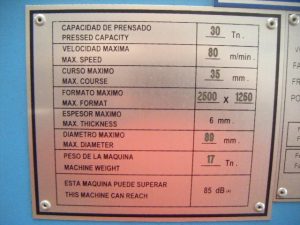 CAPACIDAD DE PRENSADO
PRESSED CAPACITY 30 Tn.
VELOCIDAD MAXIMA
MAX. SPEED 80 m/min.
CURSO MAXIMO
MAX. COURSE 35 mm.
FORMATO MAXIMO
MAX. FORMAT 2500 X 1250
ESPESOR MAXIMO
MAX. THICKNESS 6 mm.
DIAMETRO MAXIMO
MAX. DIAMETER 89 mm.
PESO DE LA MAQUINA
MACHINE WEIGHT 17 Tn.
ESTA MAQUINA PUEDE SUPERAR
THIS MACHINE CAN REACH 85 dB (A)